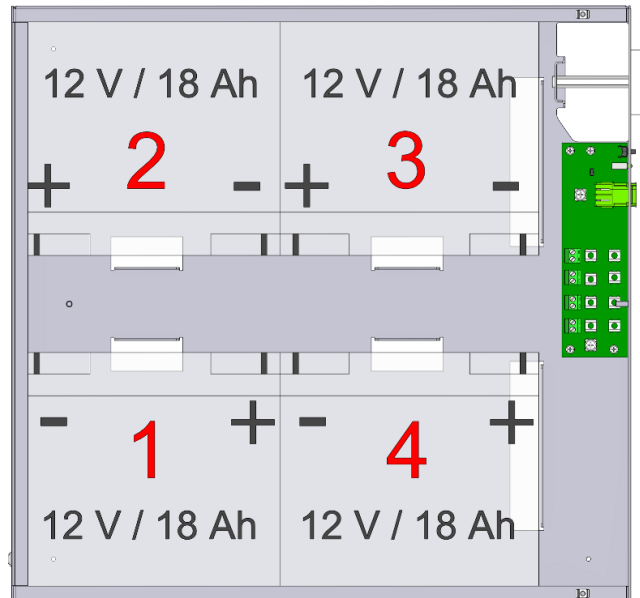 12 V / 18 Ah 12 V / 18 Ah
2 3
+ - + -
- + - +
1 4
12 V / 18 Ah 12 V / 18 Ah